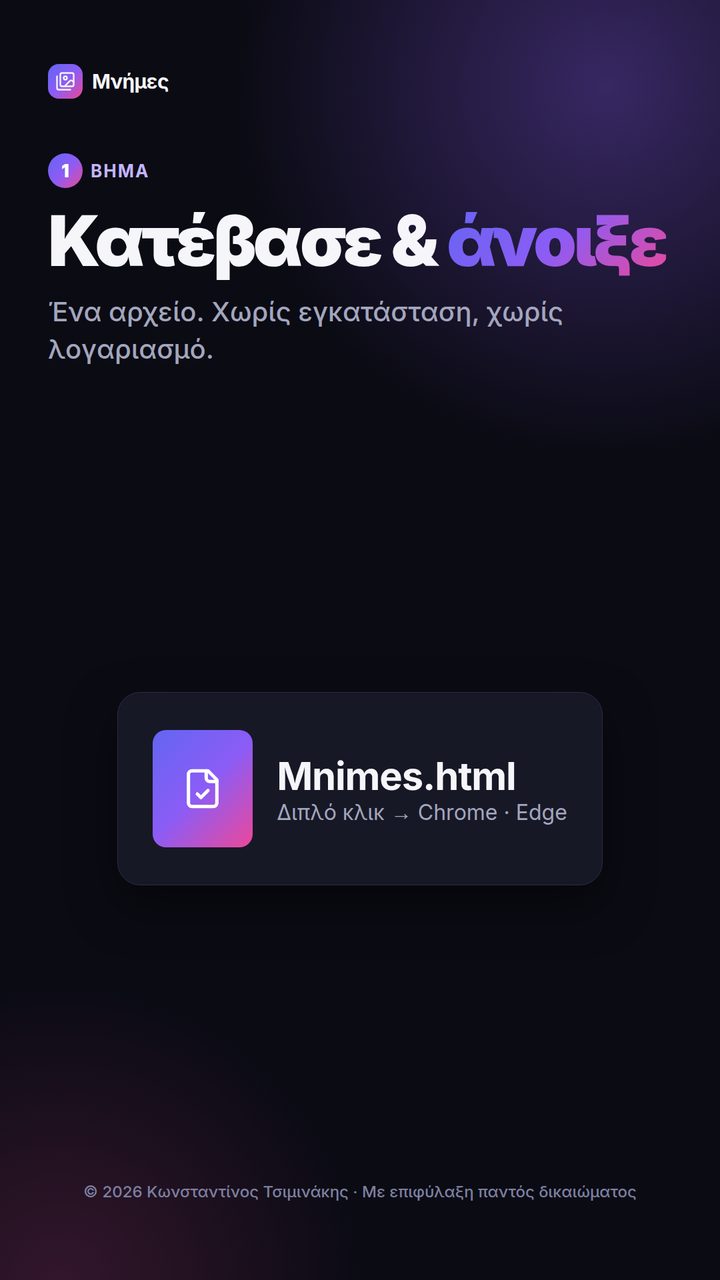 Μνήμες
1 ΒΗΜΑ
Κατέβασε & άνοιξε
Ένα αρχείο. Χωρίς εγκατάσταση, χωρίς
λογαριασμό.
Mnimes.html
Διπλό κλικ → Chrome · Edge
© 2026 Κωνσταντίνος Τσιμινάκης · Με επιφύλαξη παντός δικαιώματος